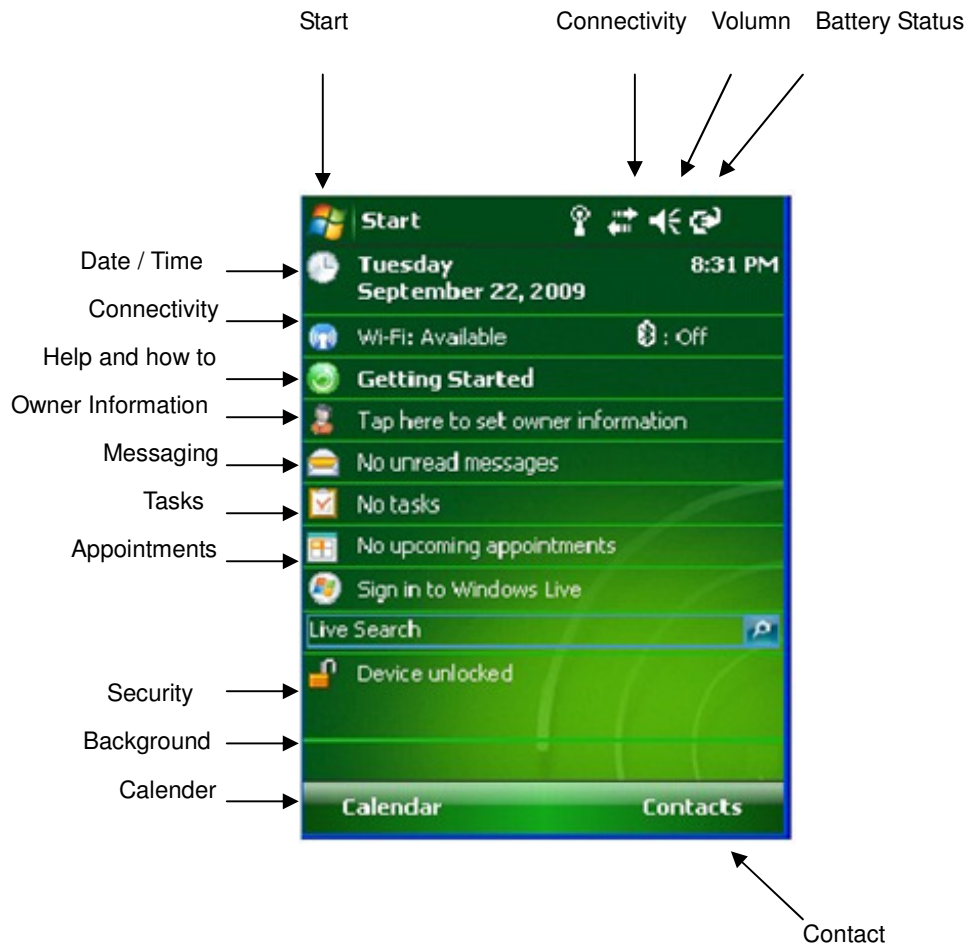 Start Connectivity Volumn Battery Status
Start
Date / Time
Tuesday 8:31 PM
September 22, 2009
Connectivity
Wi-Fi: Available : Off
Help and how to
Getting Started
Owner Information
Tap here to set owner information
Messaging
No unread messages
Tasks
No tasks
Appointments
No upcoming appointments
Sign in to Windows Live
Live Search
Security
Device unlocked
Background
Calender
Calendar Contacts
Contact